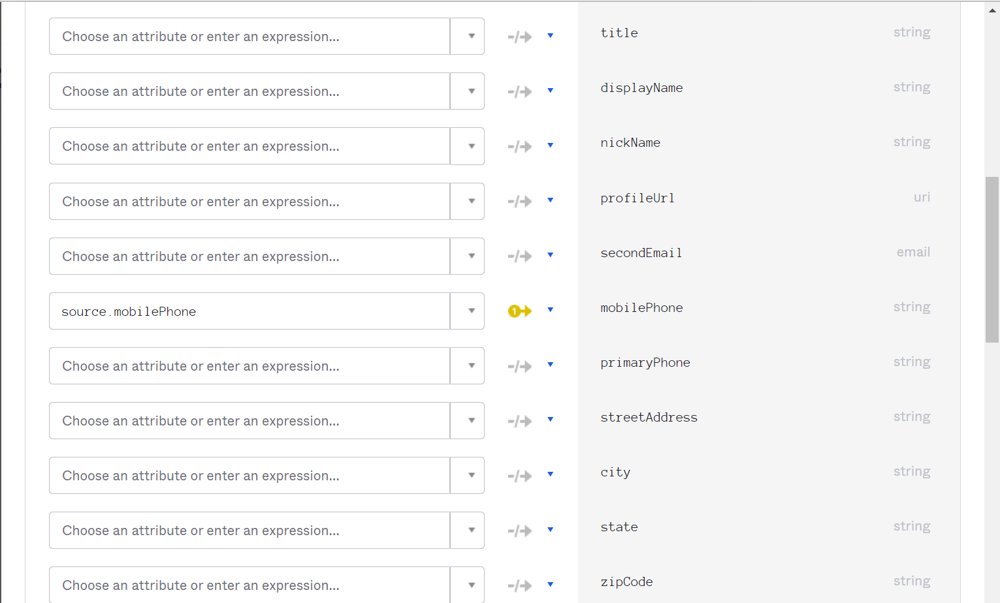 Choose an attribute or enter an expression... title string
Choose an attribute or enter an expression... displayName string
Choose an attribute or enter an expression... nickName string
Choose an attribute or enter an expression... profileUrl uri
Choose an attribute or enter an expression... secondEmail email
source.mobilePhone 1 mobilePhone string
Choose an attribute or enter an expression... primaryPhone string
Choose an attribute or enter an expression... streetAddress string
Choose an attribute or enter an expression... city string
Choose an attribute or enter an expression... state string
Choose an attribute or enter an expression... zipCode string